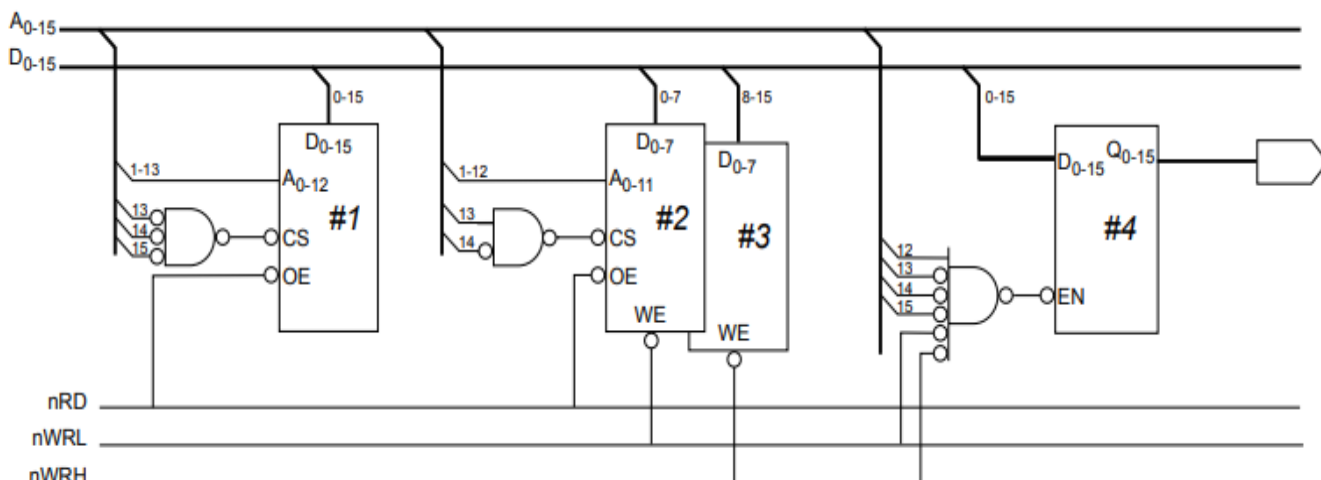 A0-15
D0-15
0-15
0-7
8-15
0-15
D0-15
D0-7
D0-7
D0-15
Q0-15
1-13
A0-12
1-12
A0-11
#1
#2
#3
#4
13
14
15
CS
OE
13
14
CS
OE
WE
WE
12
13
14
15
EN
nRD
nWRL
nWRH